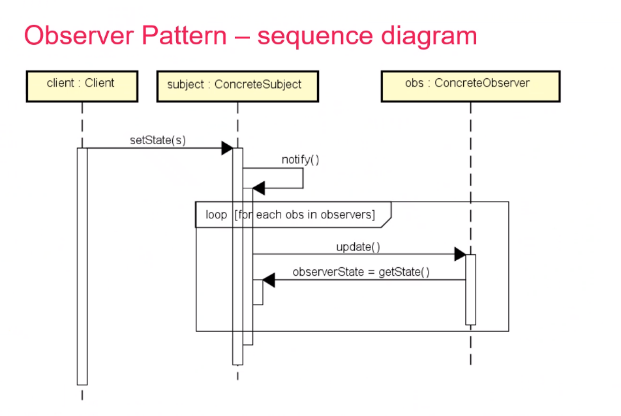 Observer Pattern – sequence diagram
client : Client
subject : ConcreteSubject
obs : ConcreteObserver
setState(s)
notify()
loop [for each obs in observers]
update()
observerState = getState()